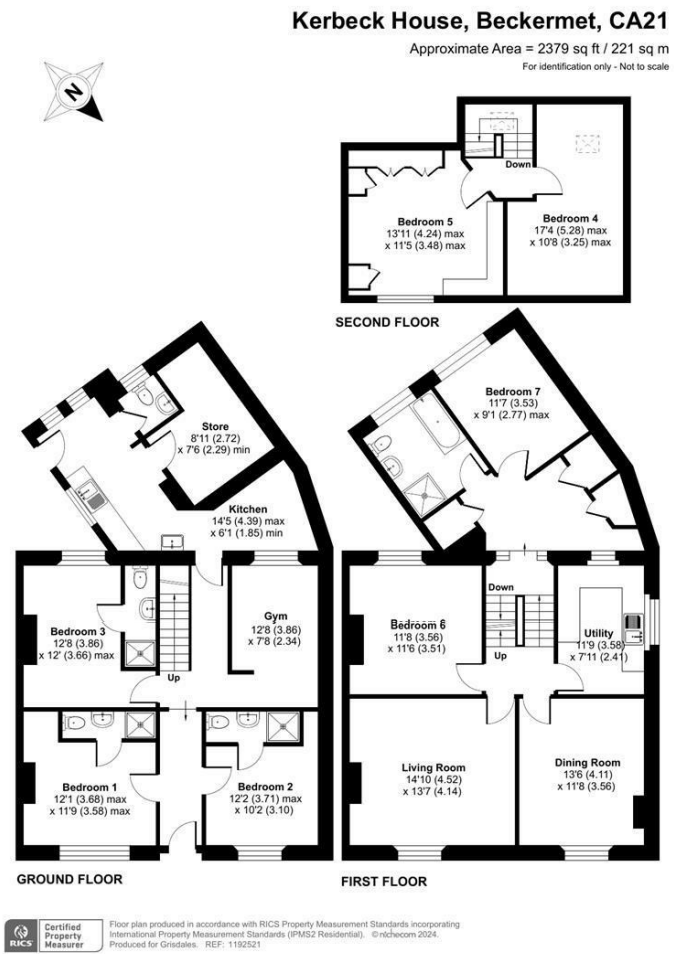 Kerbeck House, Beckermet, CA21
Approximate Area = 2379 sq ft / 221 sq m
For identification only - Not to scale
N
Down
Bedroom 5
13'11 (4.24) max
x 11'5 (3.48) max
Bedroom 4
17'4 (5.28) max
x 10'8 (3.25) max
SECOND FLOOR
Store
8'11 (2.72)
x 7'6 (2.29) min
Kitchen
14'5 (4.39) max
x 6'1 (1.85) min
Bedroom 3
12'8 (3.86)
x 12' (3.66) max
Gym
12'8 (3.86)
x 7'8 (2.34)
Up
Bedroom 1
12'1 (3.68) max
x 11'9 (3.58) max
Bedroom 2
12'2 (3.71) max
x 10'2 (3.10)
GROUND FLOOR
Bedroom 7
11'7 (3.53)
x 9'1 (2.77) max
Down
Bedroom 6
11'8 (3.56)
x 11'6 (3.51)
Up
Utility
11'9 (3.58)
x 7'11 (2.41)
Living Room
14'10 (4.52)
x 13'7 (4.14)
Dining Room
13'6 (4.11)
x 11'8 (3.56)
FIRST FLOOR
RICS
Certified
Property
Measurer
Floor plan produced in accordance with RICS Property Measurement Standards incorporating
International Property Measurement Standards (IPMS2 Residential). © nichecom 2024.
Produced for Grisdales. REF: 1192521